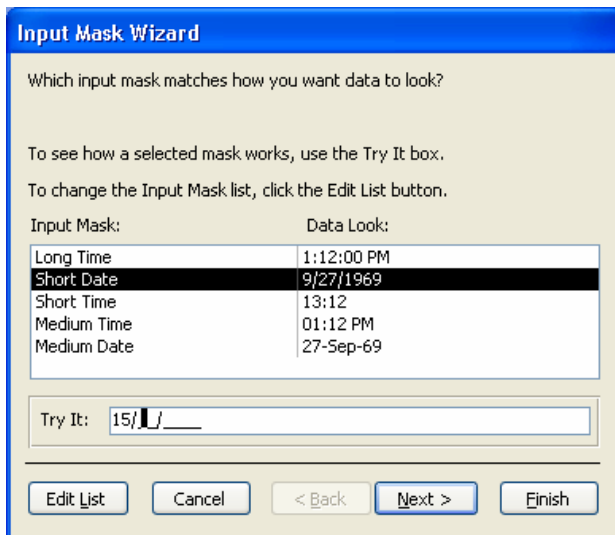 Input Mask Wizard
Which input mask matches how you want data to look?
To see how a selected mask works, use the Try It box.
To change the Input Mask list, click the Edit List button.
Input Mask: Data Look:
Long Time 1:12:00 PM
Short Date 9/27/1969
Short Time 13:12
Medium Time 01:12 PM
Medium Date 27-Sep-69
Try It: 15/__/____
Edit List Cancel < Back Next > Finish